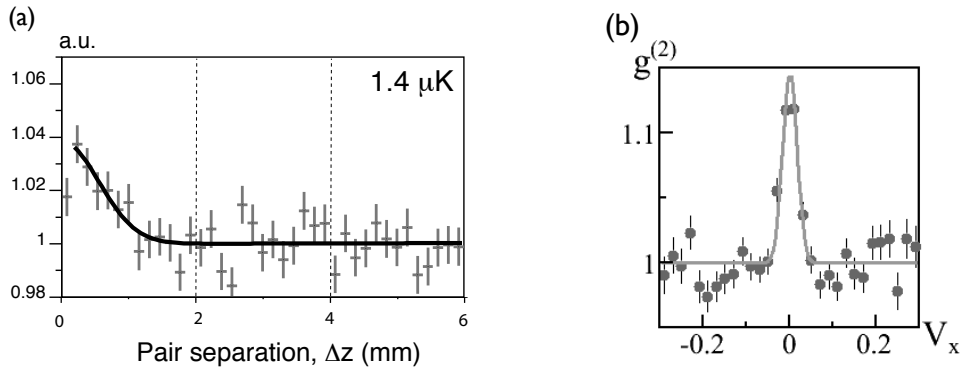 (a)
a.u.
1.4 μK
1.06
1.04
1.02
1
0.98
0 2 4 6
Pair separation, Δz (mm)
(b)
g(2)
1.1
1
-0.2 0 0.2
Vx